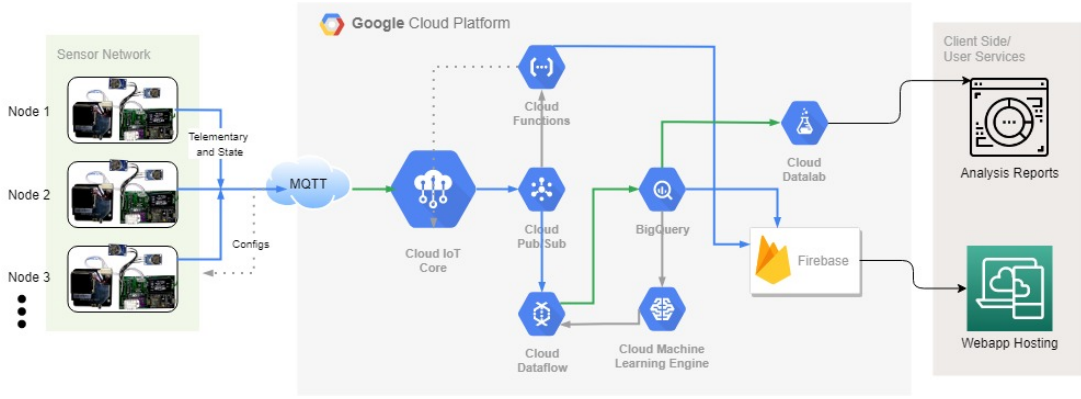 Google Cloud Platform
Sensor Network
Client Side/
User Services
Node 1
Telementary
and State
Cloud
Functions
Cloud
Datalab
Analysis Reports
Node 2
MQTT
Cloud IoT
Core
Cloud
Pub/Sub
BigQuery
Configs
Firebase
Node 3
Cloud
Dataflow
Cloud Machine
Learning Engine
Webapp Hosting